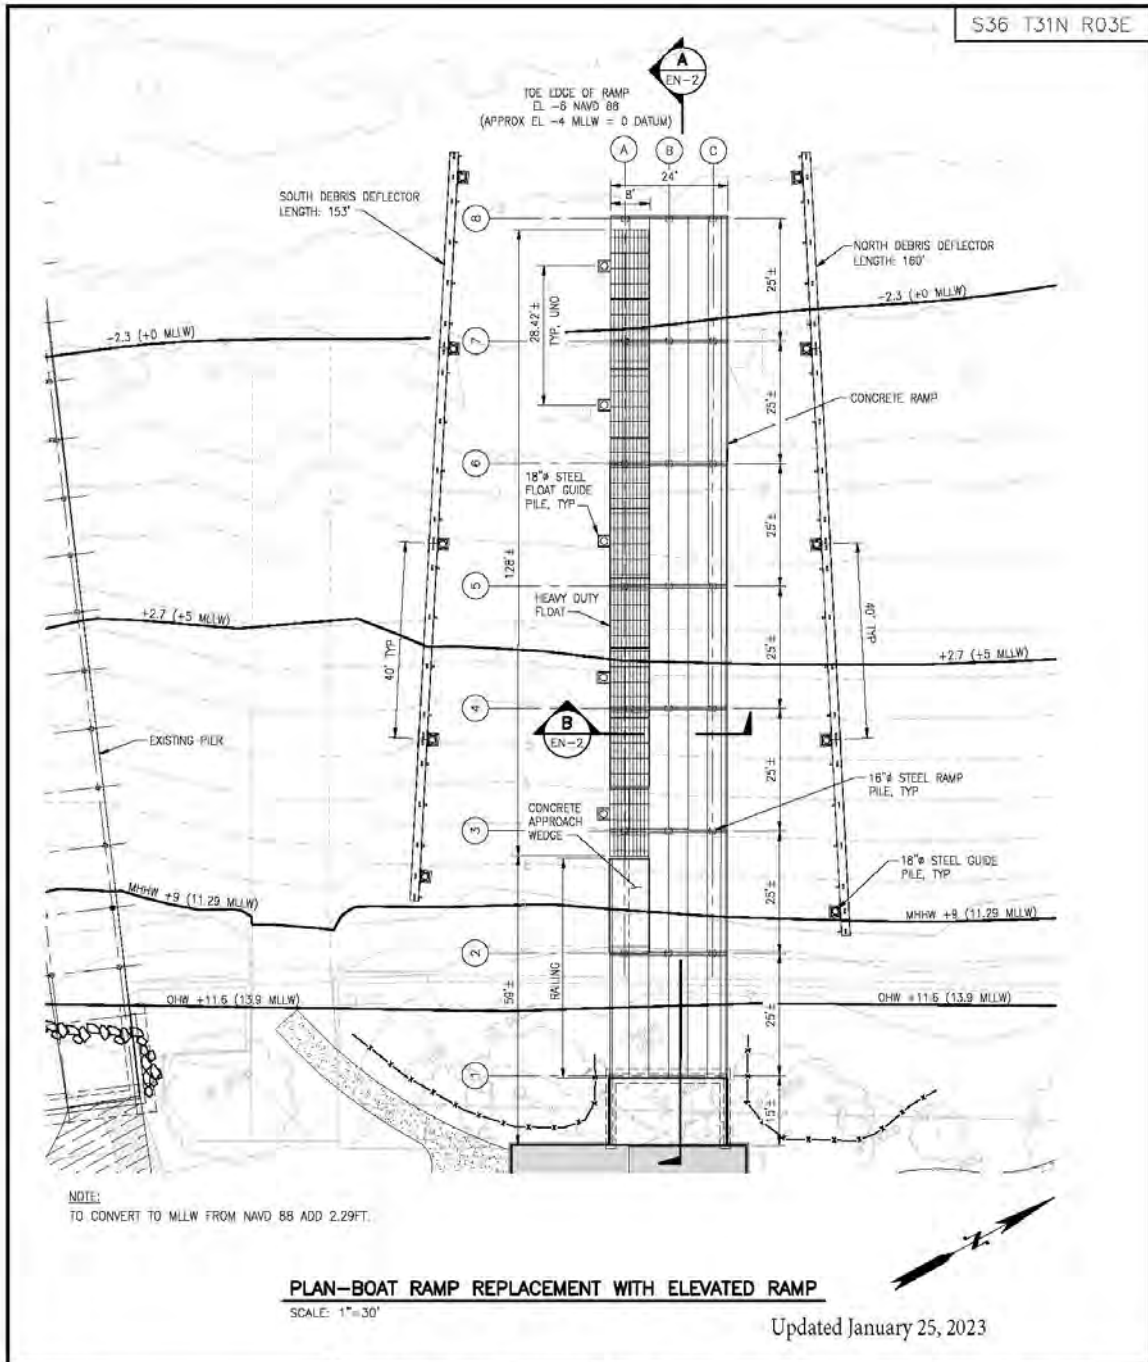 S36 T31N R03E
A
EN-2
TOE EDGE OF RAMP
EL -6 NAVD 88
(APPROX EL -4 MLLW = 0 DATUM)
A
B
C
24'
8'
SOUTH DEBRIS DEFLECTOR
LENGTH: 153'
8
NORTH DEBRIS DEFLECTOR
LENGTH: 160'
25'±
28.42'±
TYP, UNO
-2.3 (+0 MLLW)
-2.3 (+0 MLLW)
7
25'±
CONCRETE RAMP
6
18"ø STEEL
FLOAT GUIDE
PILE, TYP
25'±
128'±
5
HEAVY DUTY
FLOAT
40' TYP
40' TYP
25'±
+2.7 (+5 MLLW)
+2.7 (+5 MLLW)
4
B
EN-2
EXISTING PIER
25'±
16"ø STEEL RAMP
PILE, TYP
CONCRETE
APPROACH
WEDGE
3
18"ø STEEL GUIDE
PILE, TYP
25'±
MHHW +9 (11.29 MLLW)
MHHW +9 (11.29 MLLW)
2
RAILING
59'±
25'±
OHW +11.6 (13.9 MLLW)
OHW +11.6 (13.9 MLLW)
1
15'±
NOTE:
TO CONVERT TO MLLW FROM NAVD 88 ADD 2.29FT.
N
PLAN-BOAT RAMP REPLACEMENT WITH ELEVATED RAMP
SCALE: 1"=30'
Updated January 25, 2023